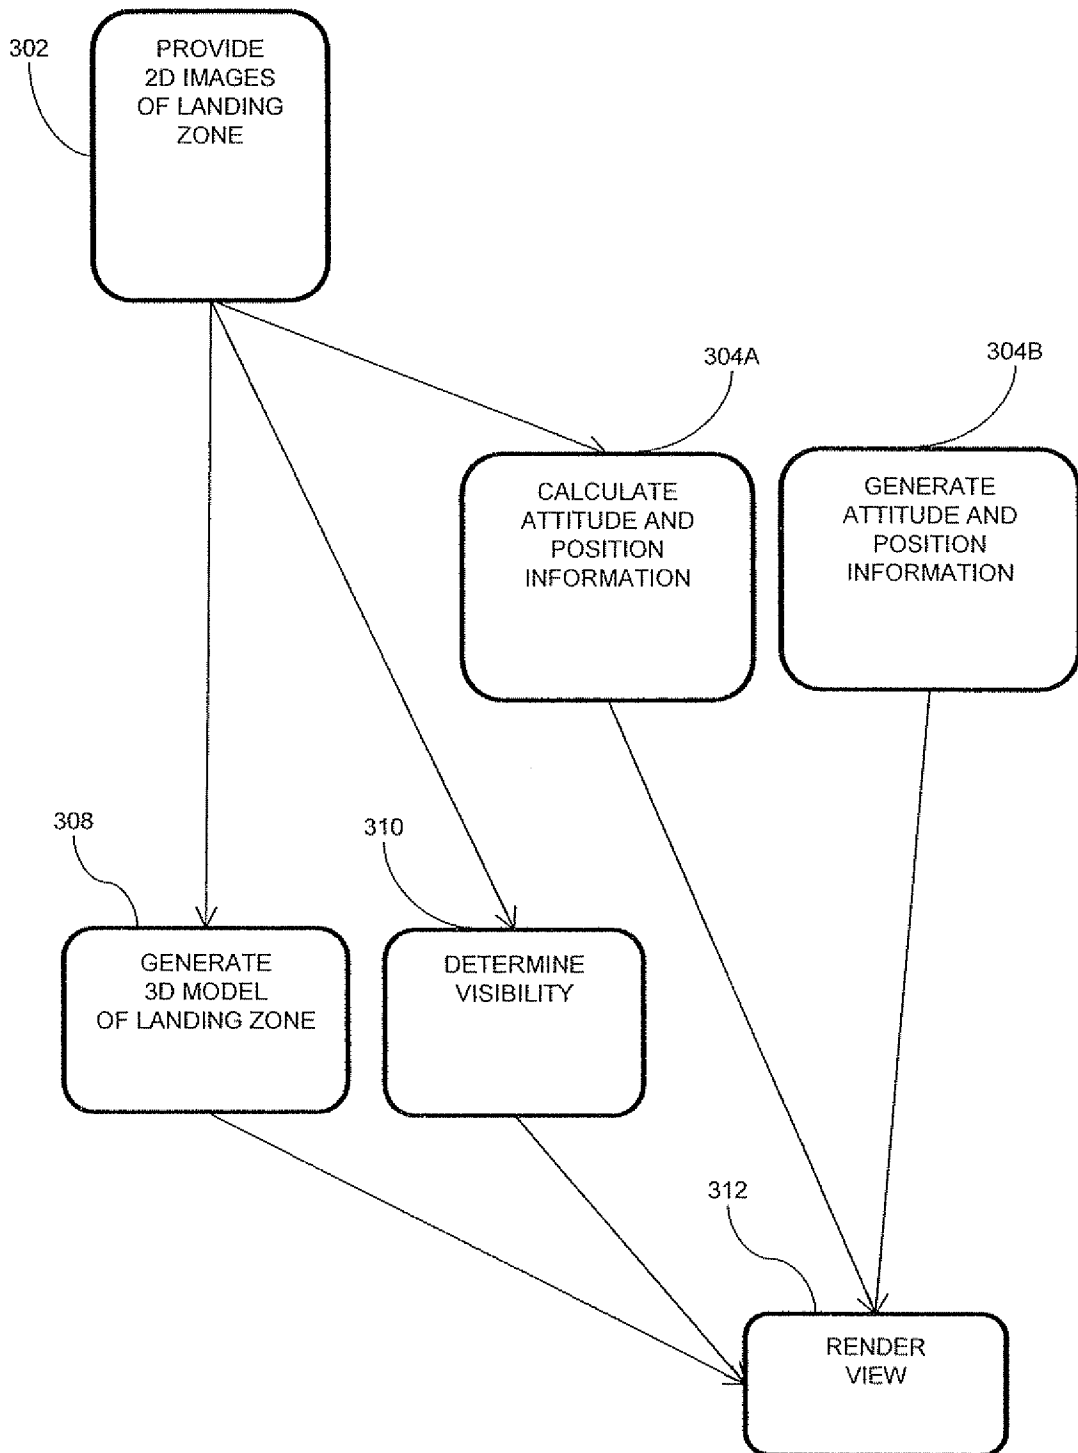 302
PROVIDE
2D IMAGES
OF LANDING
ZONE
304A
304B
CALCULATE
ATTITUDE AND
POSITION
INFORMATION
GENERATE
ATTITUDE AND
POSITION
INFORMATION
308
310
GENERATE
3D MODEL
OF LANDING ZONE
DETERMINE
VISIBILITY
312
RENDER
VIEW